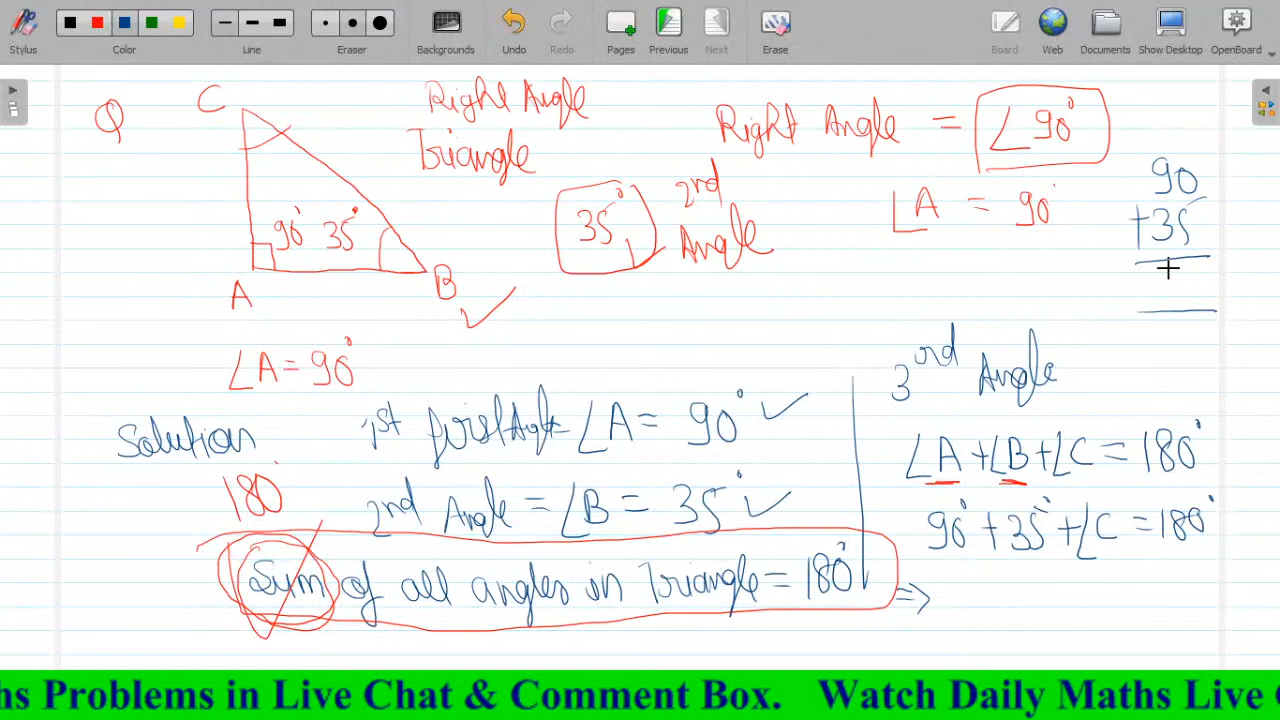 Stylus
Color
Line
Eraser
Backgrounds
Undo
Redo
Pages
Previous
Next
Erase
Board
Web
Documents
Show Desktop
OpenBoard
Q
C
Right Angle
Triangle
90° 35°
A
B
∠A = 90°
35°
2nd
Angle
Right Angle = ∠90°
∠A = 90°
90
+35
Solution
1st first Angle = ∠A = 90° ✓
180°
2nd Angle = ∠B = 35° ✓
Sum of all angles in Triangle = 180°
3rd Angle
∠A + ∠B + ∠C = 180°
90° + 35° + ∠C = 180°
⇒
hs Problems in Live Chat & Comment Box. Watch Daily Maths Live